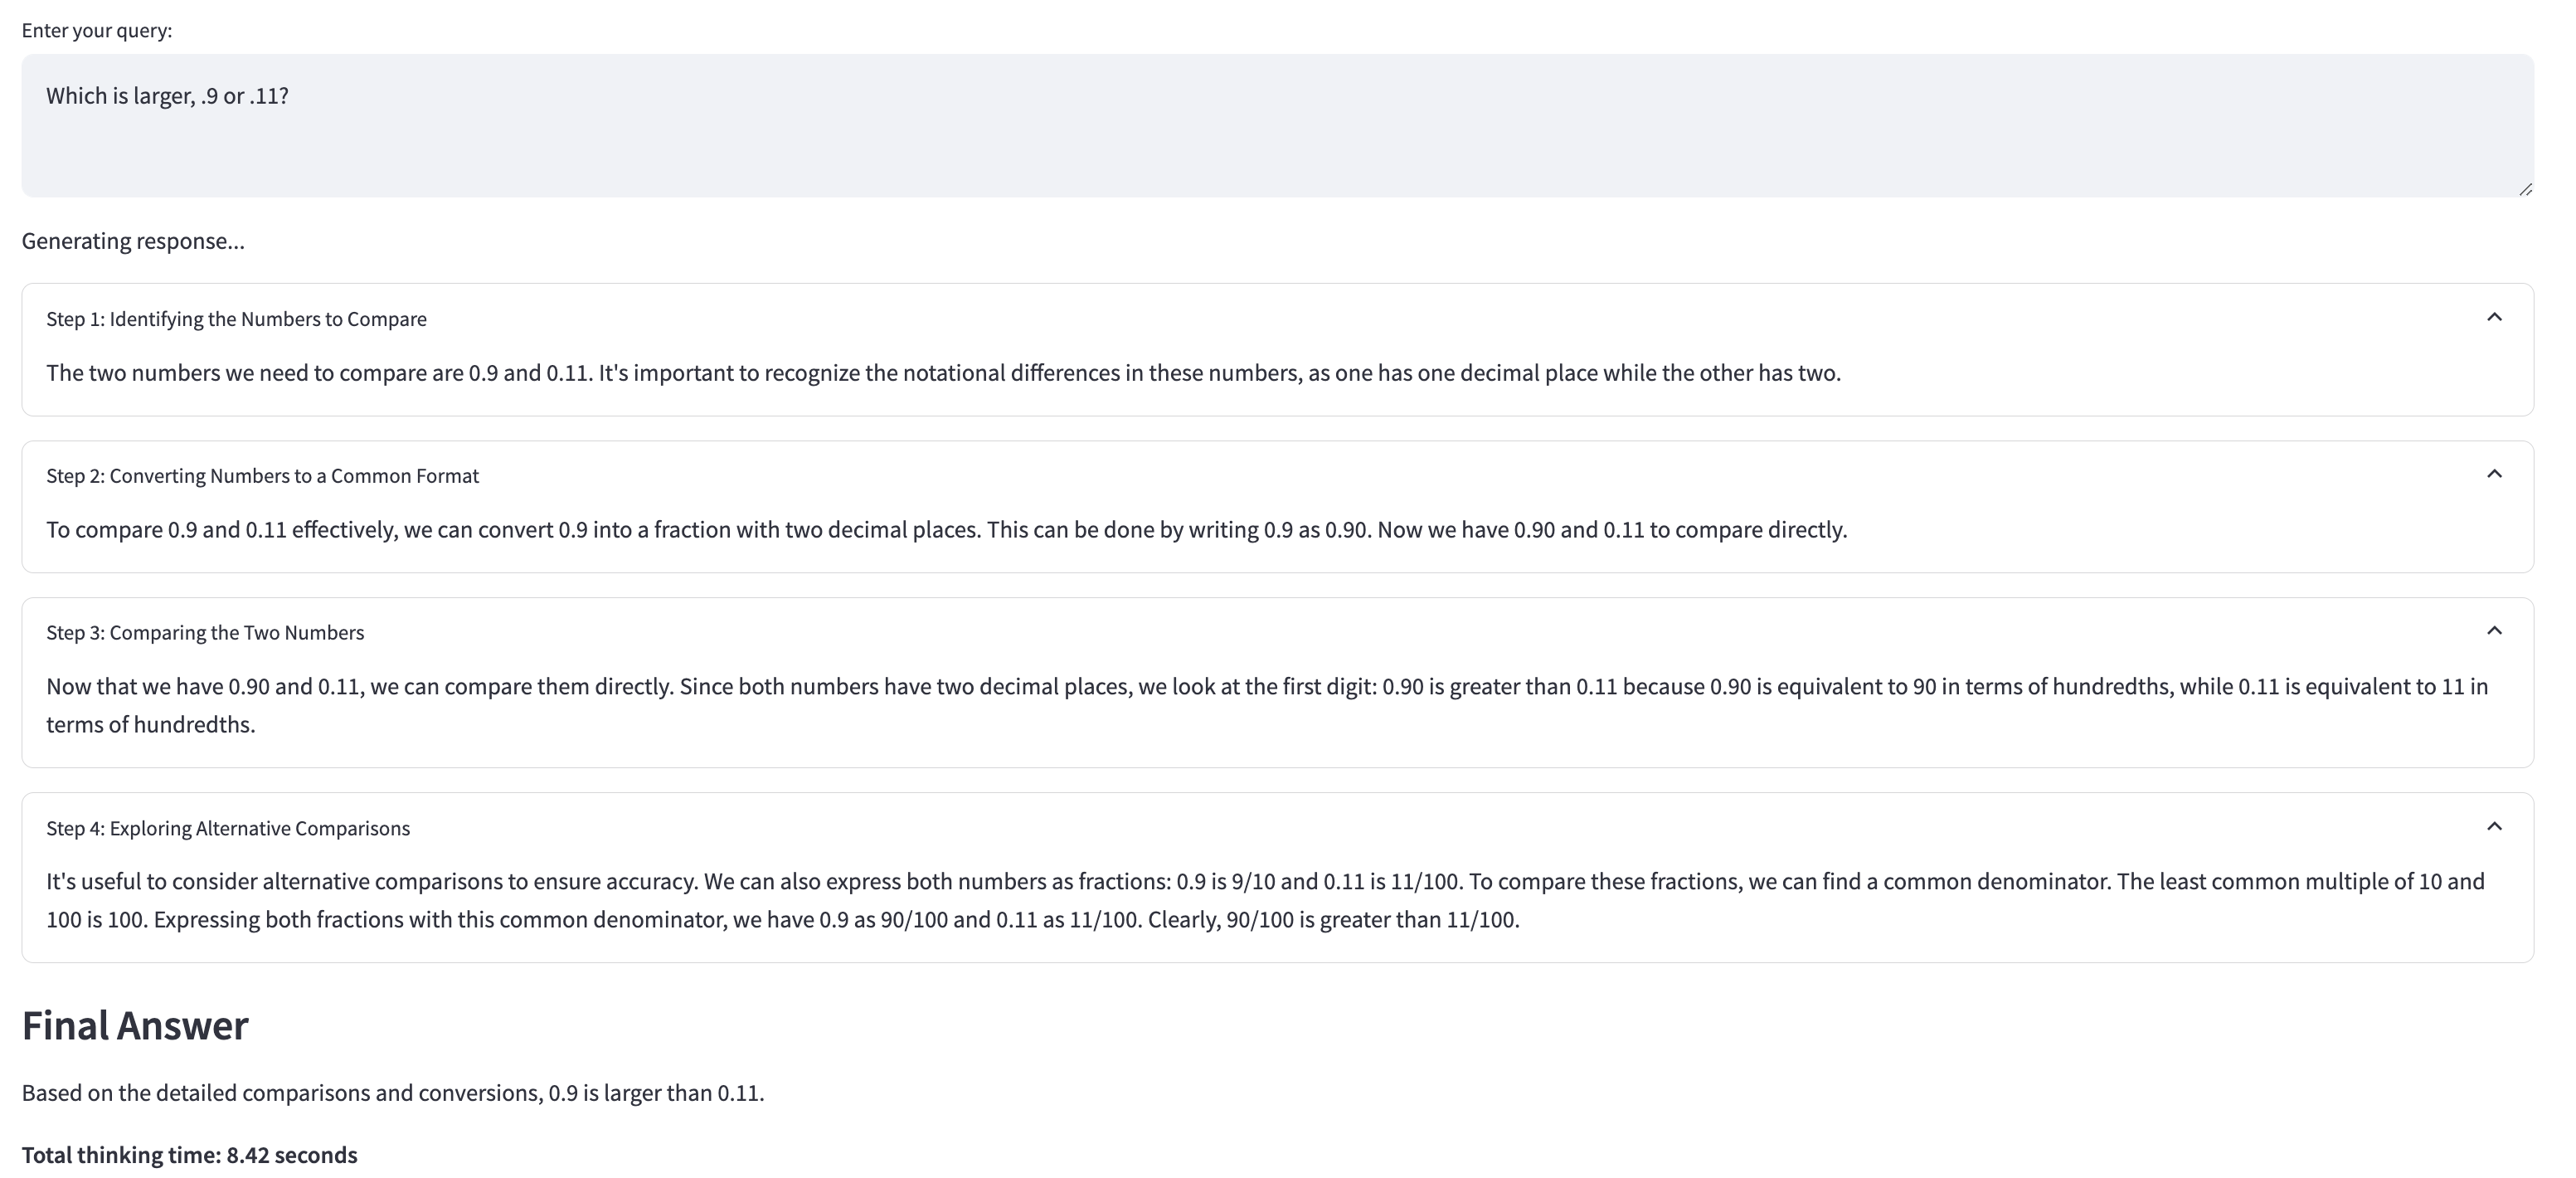 Enter your query:
Which is larger, .9 or .11?
Generating response...
Step 1: Identifying the Numbers to Compare
The two numbers we need to compare are 0.9 and 0.11. It's important to recognize the notational differences in these numbers, as one has one decimal place while the other has two.
Step 2: Converting Numbers to a Common Format
To compare 0.9 and 0.11 effectively, we can convert 0.9 into a fraction with two decimal places. This can be done by writing 0.9 as 0.90. Now we have 0.90 and 0.11 to compare directly.
Step 3: Comparing the Two Numbers
Now that we have 0.90 and 0.11, we can compare them directly. Since both numbers have two decimal places, we look at the first digit: 0.90 is greater than 0.11 because 0.90 is equivalent to 90 in terms of hundredths, while 0.11 is equivalent to 11 in
terms of hundredths.
Step 4: Exploring Alternative Comparisons
It's useful to consider alternative comparisons to ensure accuracy. We can also express both numbers as fractions: 0.9 is 9/10 and 0.11 is 11/100. To compare these fractions, we can find a common denominator. The least common multiple of 10 and
100 is 100. Expressing both fractions with this common denominator, we have 0.9 as 90/100 and 0.11 as 11/100. Clearly, 90/100 is greater than 11/100.
Final Answer
Based on the detailed comparisons and conversions, 0.9 is larger than 0.11.
Total thinking time: 8.42 seconds